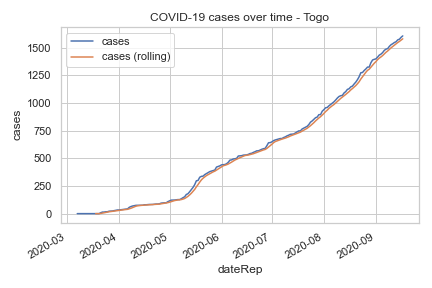 COVID-19 cases over time - Togo
cases
cases (rolling)
1500
1250
1000
750
500
250
0
cases
2020-03
2020-04
2020-05
2020-06
2020-07
2020-08
2020-09
dateRep